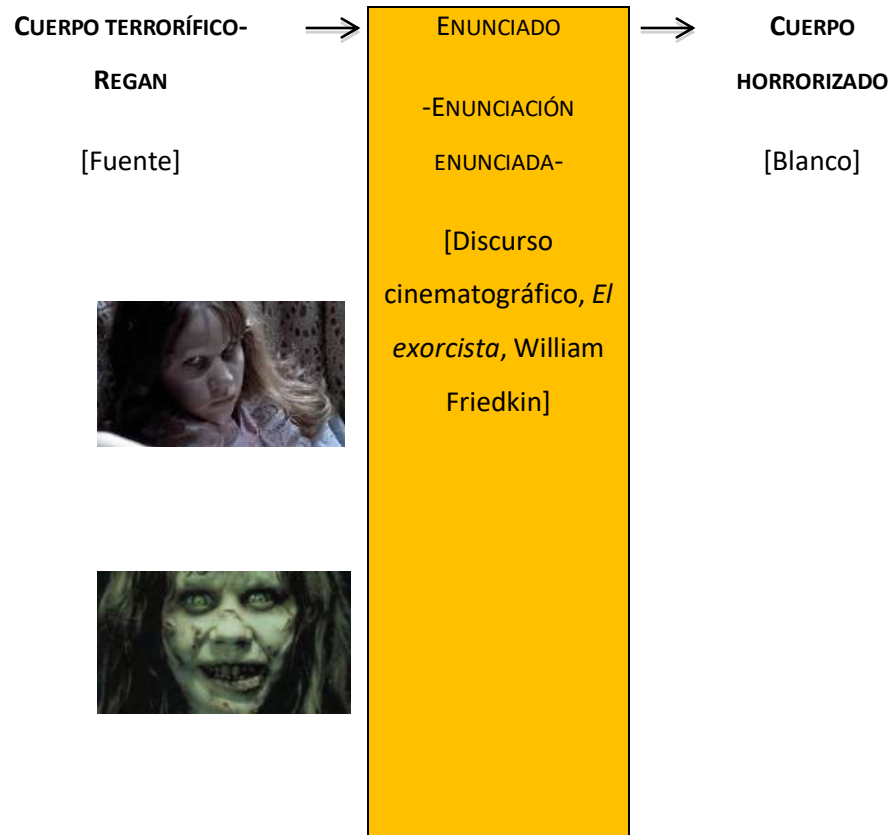 CUERPO TERRORÍFICO-
REGAN
[Fuente]
ENUNCIADO
-ENUNCIACIÓN
ENUNCIADA-
[Discurso
cinematográfico, El
exorcista, William
Friedkin]
CUERPO
HORRORIZADO
[Blanco]